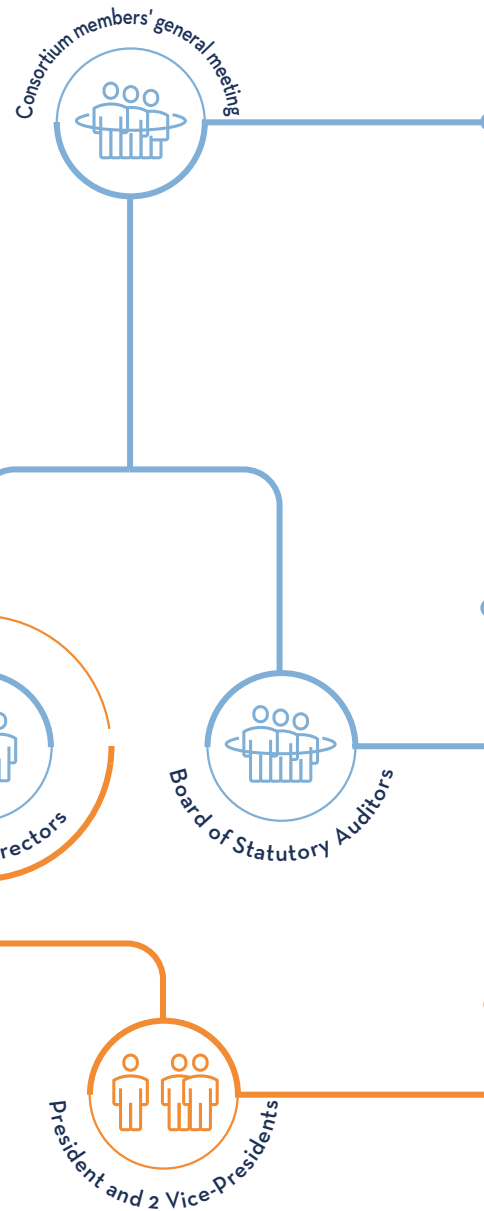 Consortium members' general meeting
rectors
Board of Statutory Auditors
President and 2 Vice-Presidents